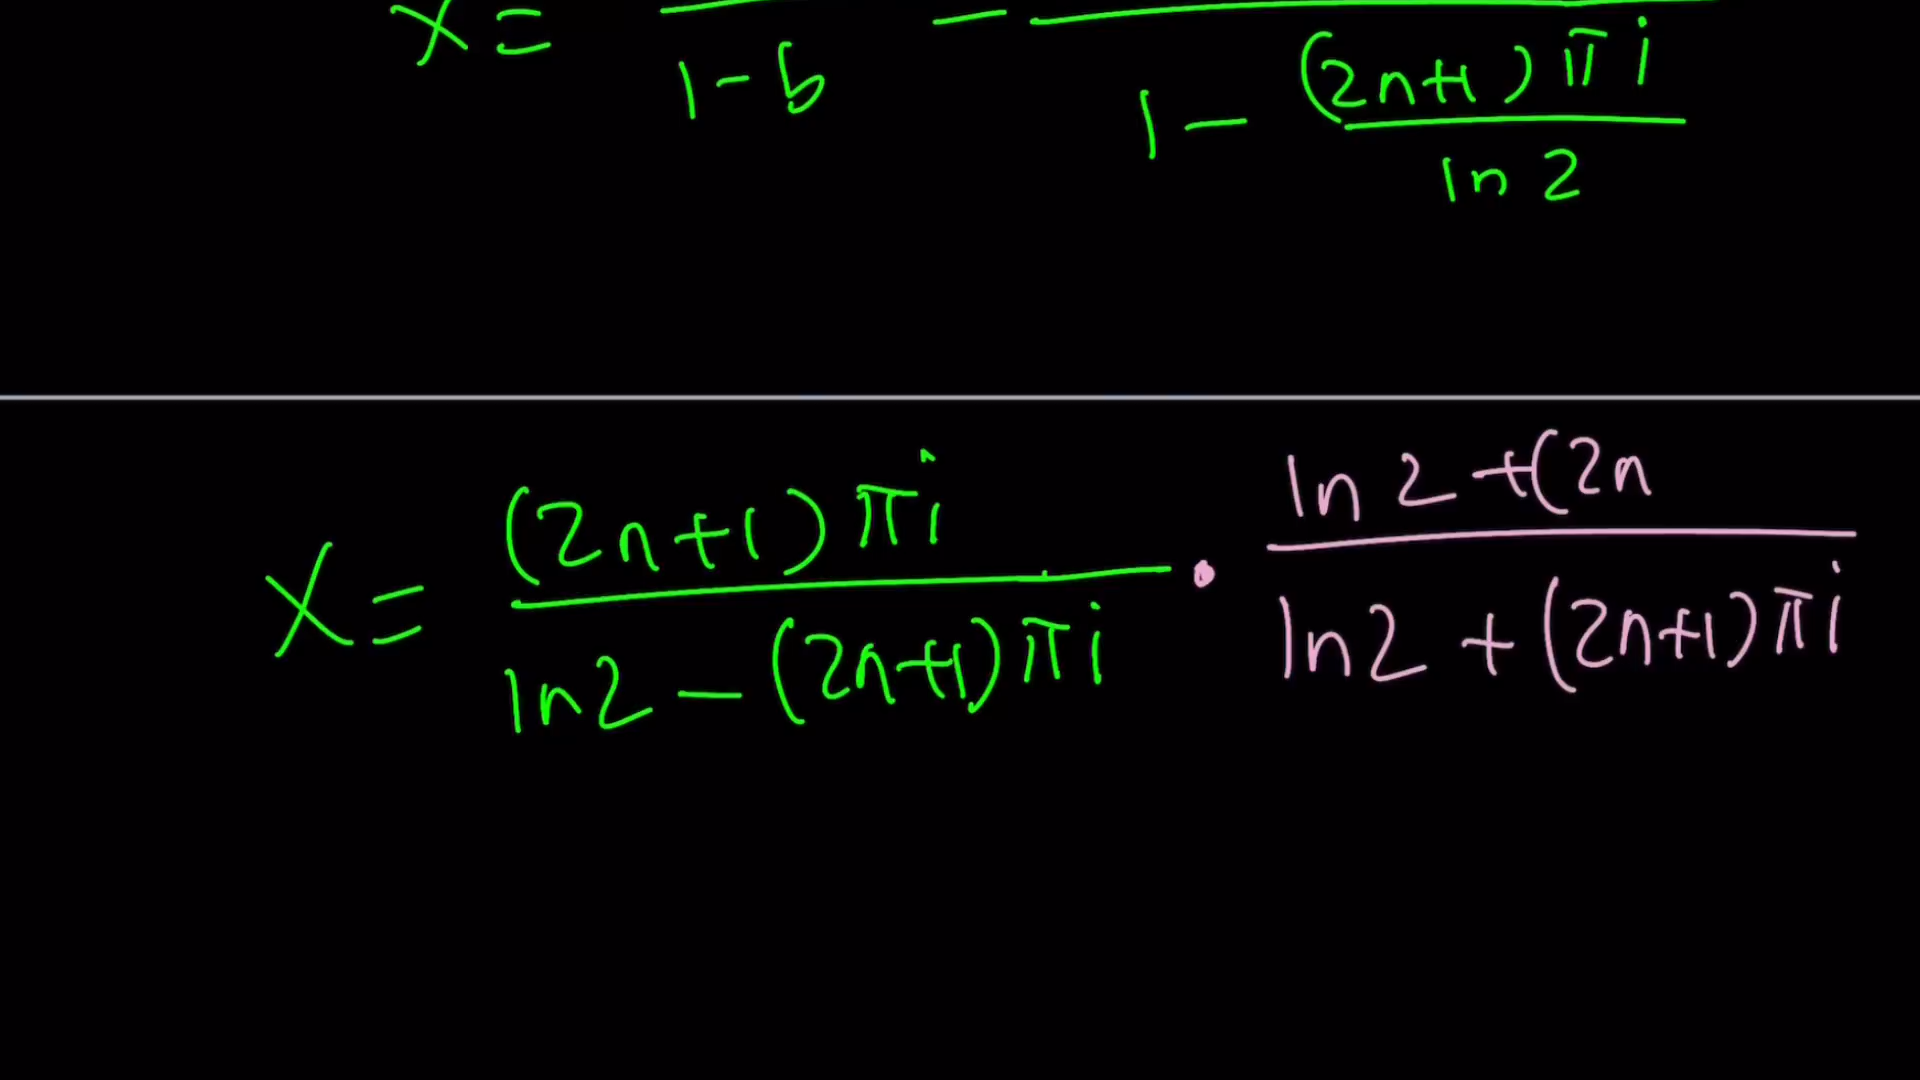 x = ― - ―
1 - b
1 - (2n+1)πi
ln 2
(2n+1)πi
ln 2 + (2n
x = ― · ―
ln2 - (2n+1)πi
ln2 + (2n+1)πi